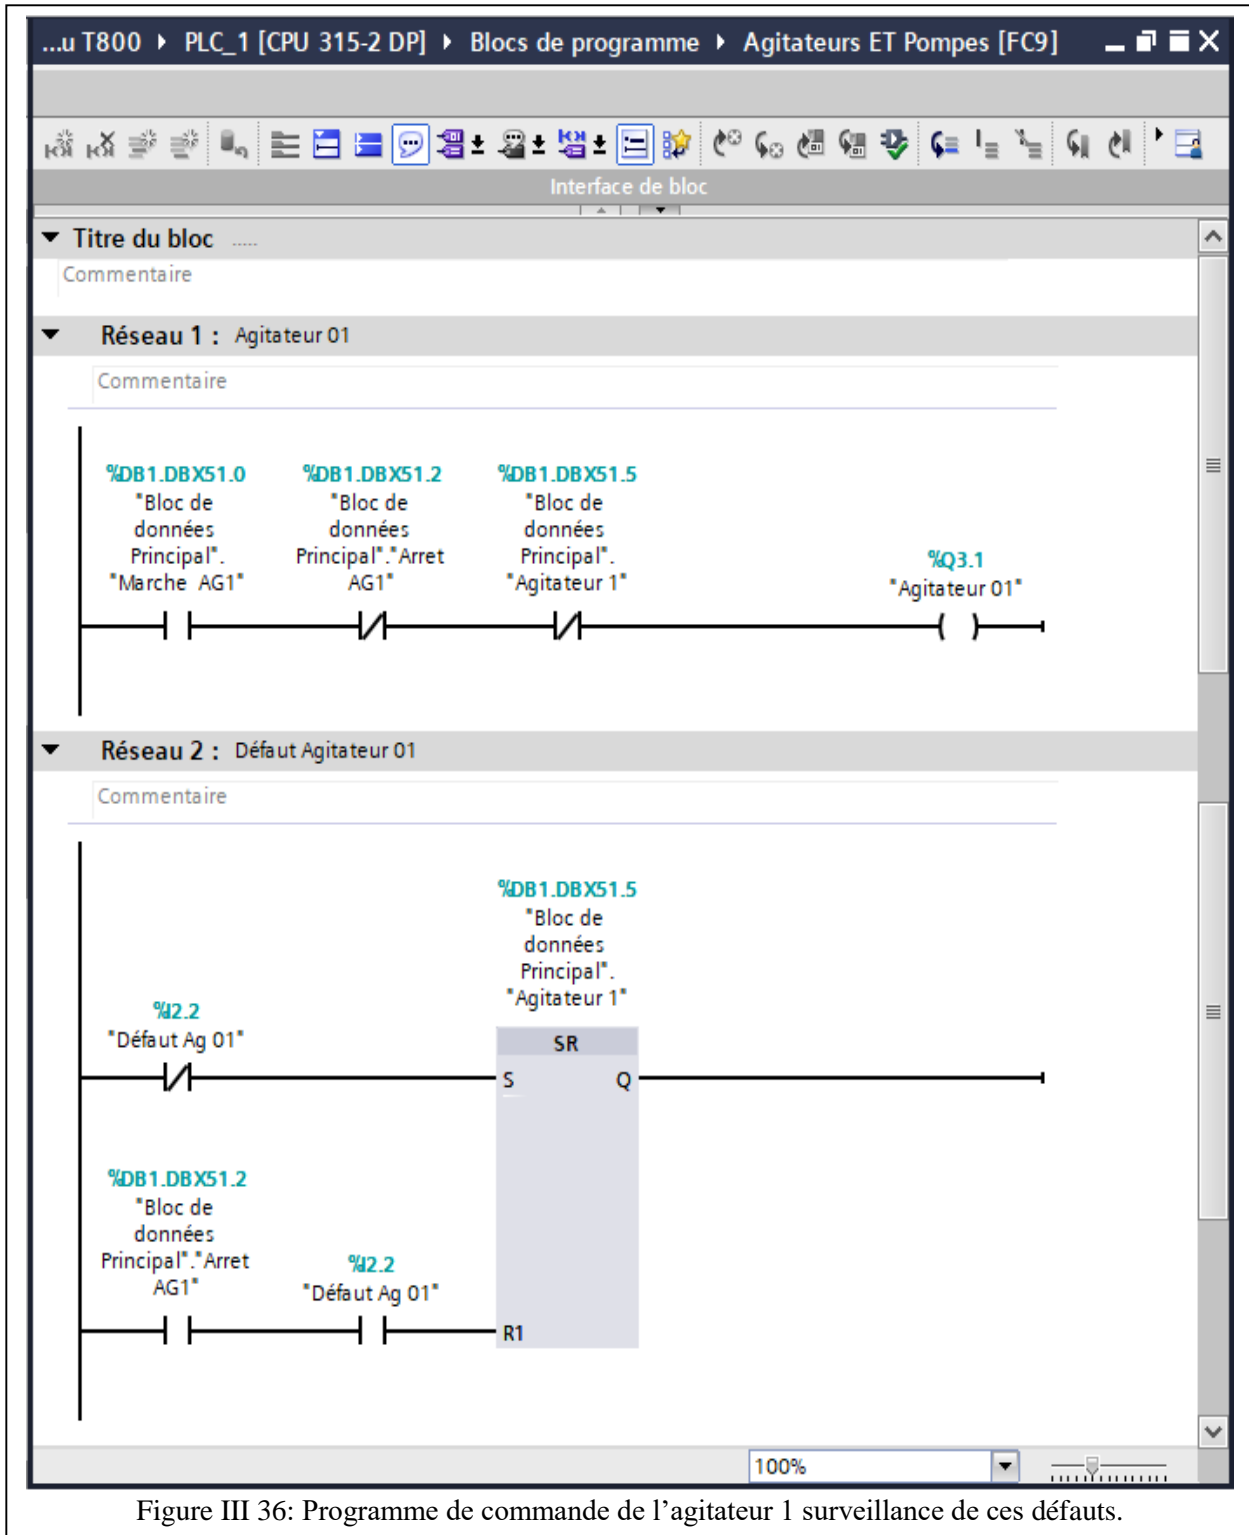 ...u T800 ▸ PLC_1 [CPU 315-2 DP] ▸ Blocs de programme ▸ Agitateurs ET Pompes [FC9]
Interface de bloc
Titre du bloc .....
Commentaire
Réseau 1 : Agitateur 01
Commentaire
%DB1.DBX51.0
"Bloc de
données
Principal".
"Marche AG1"
%DB1.DBX51.2
"Bloc de
données
Principal"."Arret
AG1"
%DB1.DBX51.5
"Bloc de
données
Principal".
"Agitateur 1"
%Q3.1
"Agitateur 01"
Réseau 2 : Défaut Agitateur 01
Commentaire
%DB1.DBX51.5
"Bloc de
données
Principal".
"Agitateur 1"
%I2.2
"Défaut Ag 01"
SR
S Q
%DB1.DBX51.2
"Bloc de
données
Principal"."Arret
AG1"
%I2.2
"Défaut Ag 01"
R1
100%
Figure III 36: Programme de commande de l’agitateur 1 surveillance de ces défauts.